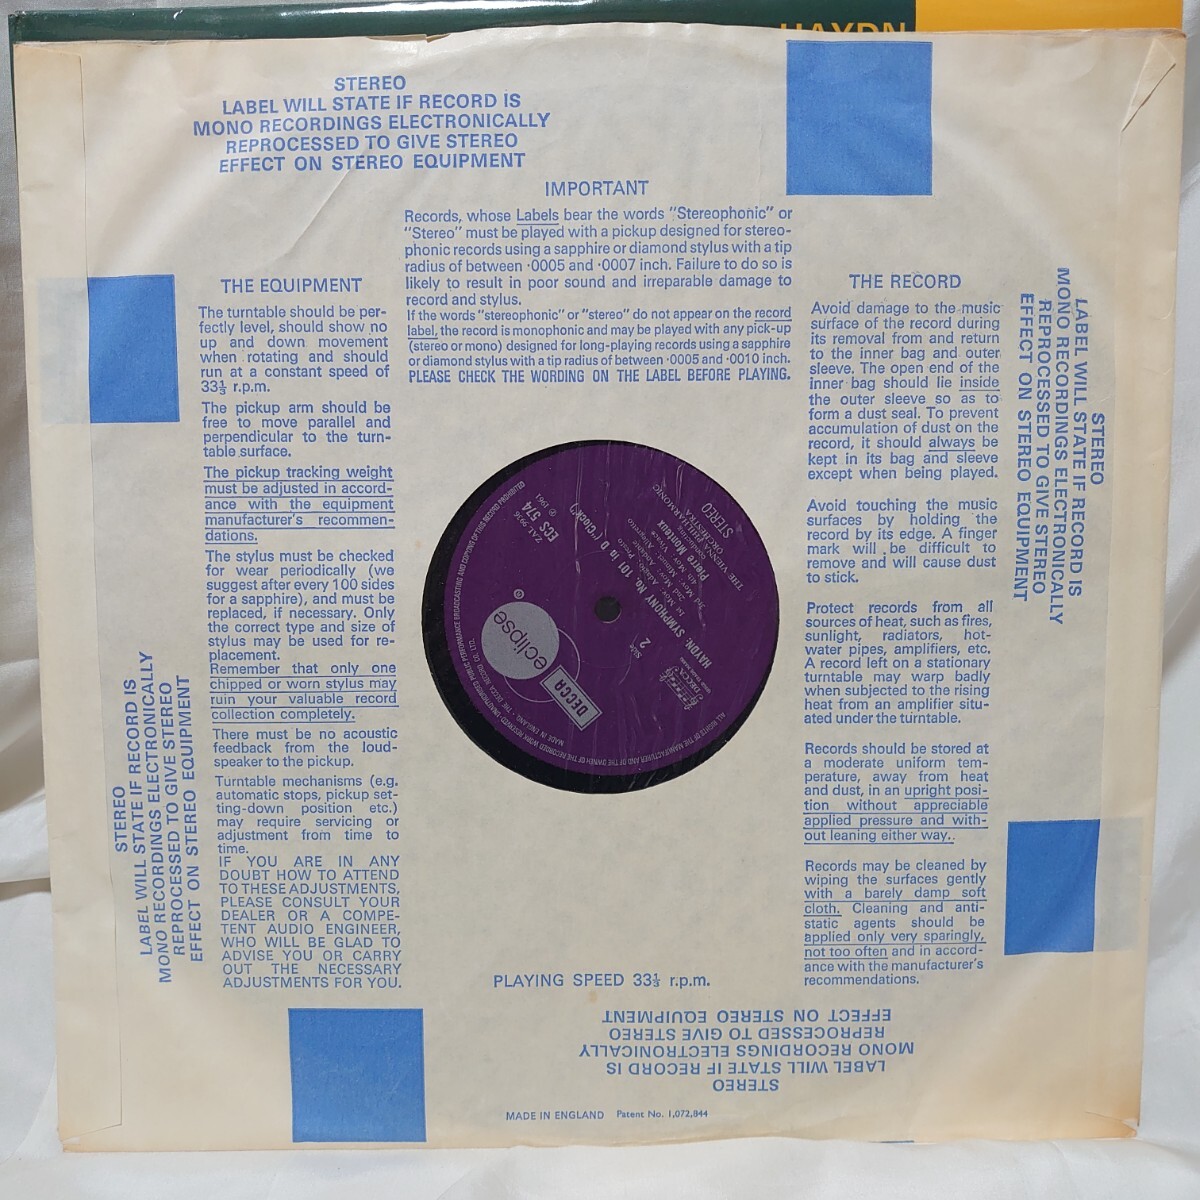 HAYDN
STEREO
LABEL WILL STATE IF RECORD IS
MONO RECORDINGS ELECTRONICALLY
REPROCESSED TO GIVE STEREO
EFFECT ON STEREO EQUIPMENT
IMPORTANT
Records, whose Labels bear the words "Stereophonic" or
"Stereo" must be played with a pickup designed for stereo-
phonic records using a sapphire or diamond stylus with a tip
radius of between ·0005 and ·0007 inch. Failure to do so is
likely to result in poor sound and irreparable damage to
record and stylus.
If the words "stereophonic" or "stereo" do not appear on the record
label, the record is monophonic and may be played with any pick-up
(stereo or mono) designed for long-playing records using a sapphire
or diamond stylus with a tip radius of between ·0005 and ·0010 inch.
PLEASE CHECK THE WORDING ON THE LABEL BEFORE PLAYING.
THE EQUIPMENT
The turntable should be per-
fectly level, should show no
up and down movement
when rotating and should
run at a constant speed of
33⅓ r.p.m.
The pickup arm should be
free to move parallel and
perpendicular to the turn-
table surface.
The pickup tracking weight
must be adjusted in accord-
ance with the equipment
manufacturer's recommen-
dations.
The stylus must be checked
for wear periodically (we
suggest after every 100 sides
for a sapphire), and must be
replaced, if necessary. Only
the correct type and size of
stylus may be used for re-
placement.
Remember that only one
chipped or worn stylus may
ruin your valuable record
collection completely.
There must be no acoustic
feedback from the loud-
speaker to the pickup.
Turntable mechanisms (e.g.
automatic stops, pickup set-
ting-down position etc.)
may require servicing or
adjustment from time to
time.
IF YOU ARE IN ANY
DOUBT HOW TO ATTEND
TO THESE ADJUSTMENTS,
PLEASE CONSULT YOUR
DEALER OR A COMPE-
TENT AUDIO ENGINEER,
WHO WILL BE GLAD TO
ADVISE YOU OR CARRY
OUT THE NECESSARY
ADJUSTMENTS FOR YOU.
THE RECORD
Avoid damage to the music
surface of the record during
its removal from and return
to the inner bag and outer
sleeve. The open end of the
inner bag should lie inside
the outer sleeve so as to
form a dust seal. To prevent
accumulation of dust on the
record, it should always be
kept in its bag and sleeve
except when being played.
Avoid touching the music
surfaces by holding the
record by its edge. A finger
mark will be difficult to
remove and will cause dust
to stick.
Protect records from all
sources of heat, such as fires,
sunlight, radiators, hot-
water pipes, amplifiers, etc.
A record left on a stationary
turntable may warp badly
when subjected to the rising
heat from an amplifier situ-
ated under the turntable.
Records should be stored at
a moderate uniform tem-
perature, away from heat
and dust, in an upright posi-
tion without appreciable
applied pressure and with-
out leaning either way.
Records may be cleaned by
wiping the surfaces gently
with a barely damp soft
cloth. Cleaning and anti-
static agents should be
applied only very sparingly,
not too often and in accord-
ance with the manufacturer's
recommendations.
STEREO
LABEL WILL STATE IF RECORD IS
MONO RECORDINGS ELECTRONICALLY
REPROCESSED TO GIVE STEREO
EFFECT ON STEREO EQUIPMENT
STEREO
LABEL WILL STATE IF RECORD IS
MONO RECORDINGS ELECTRONICALLY
REPROCESSED TO GIVE STEREO
EFFECT ON STEREO EQUIPMENT
DECCA
eclipse
Side
2
HAYDN: SYMPHONY No. 101 in D ("Clock")
Pierre Monteux
THE VIENNA PHILHARMONIC
ORCHESTRA
STEREO
ECS 574
℗ 1961
PLAYING SPEED 33⅓ r.p.m.
STEREO
LABEL WILL STATE IF RECORD IS
MONO RECORDINGS ELECTRONICALLY
REPROCESSED TO GIVE STEREO
EFFECT ON STEREO EQUIPMENT
MADE IN ENGLAND Patent No. 1,072,844